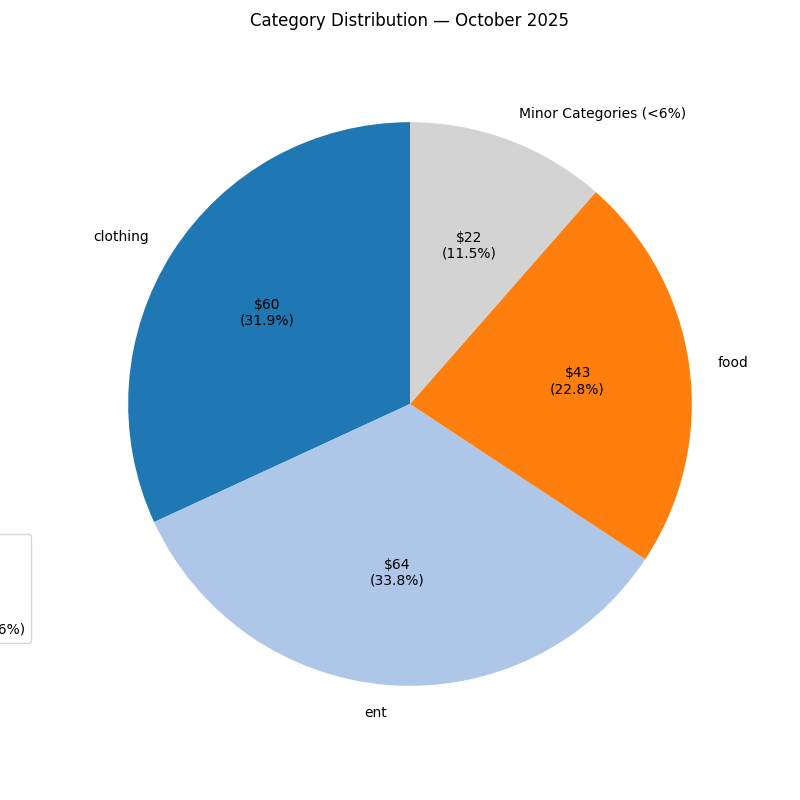 Category Distribution — October 2025
Minor Categories (<6%)
$22
(11.5%)
clothing
$60
(31.9%)
food
$43
(22.8%)
$64
(33.8%)
6%)
ent